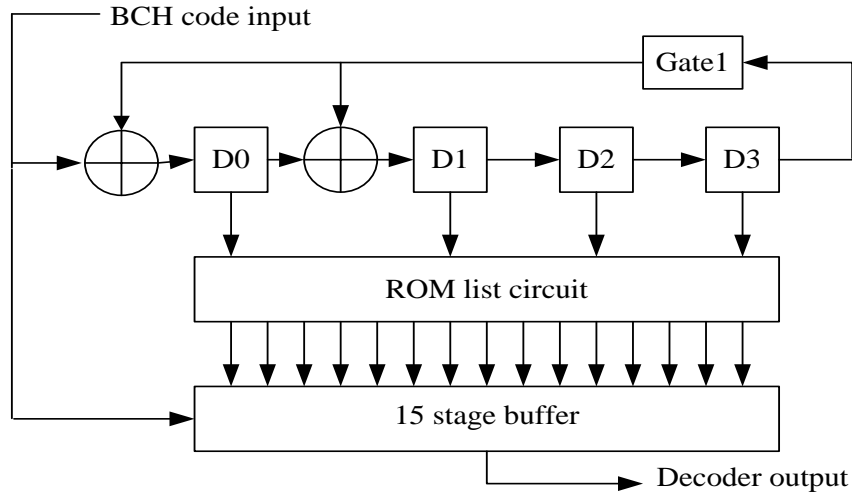 BCH code input
Gate1
D0
D1
D2
D3
ROM list circuit
15 stage buffer
Decoder output